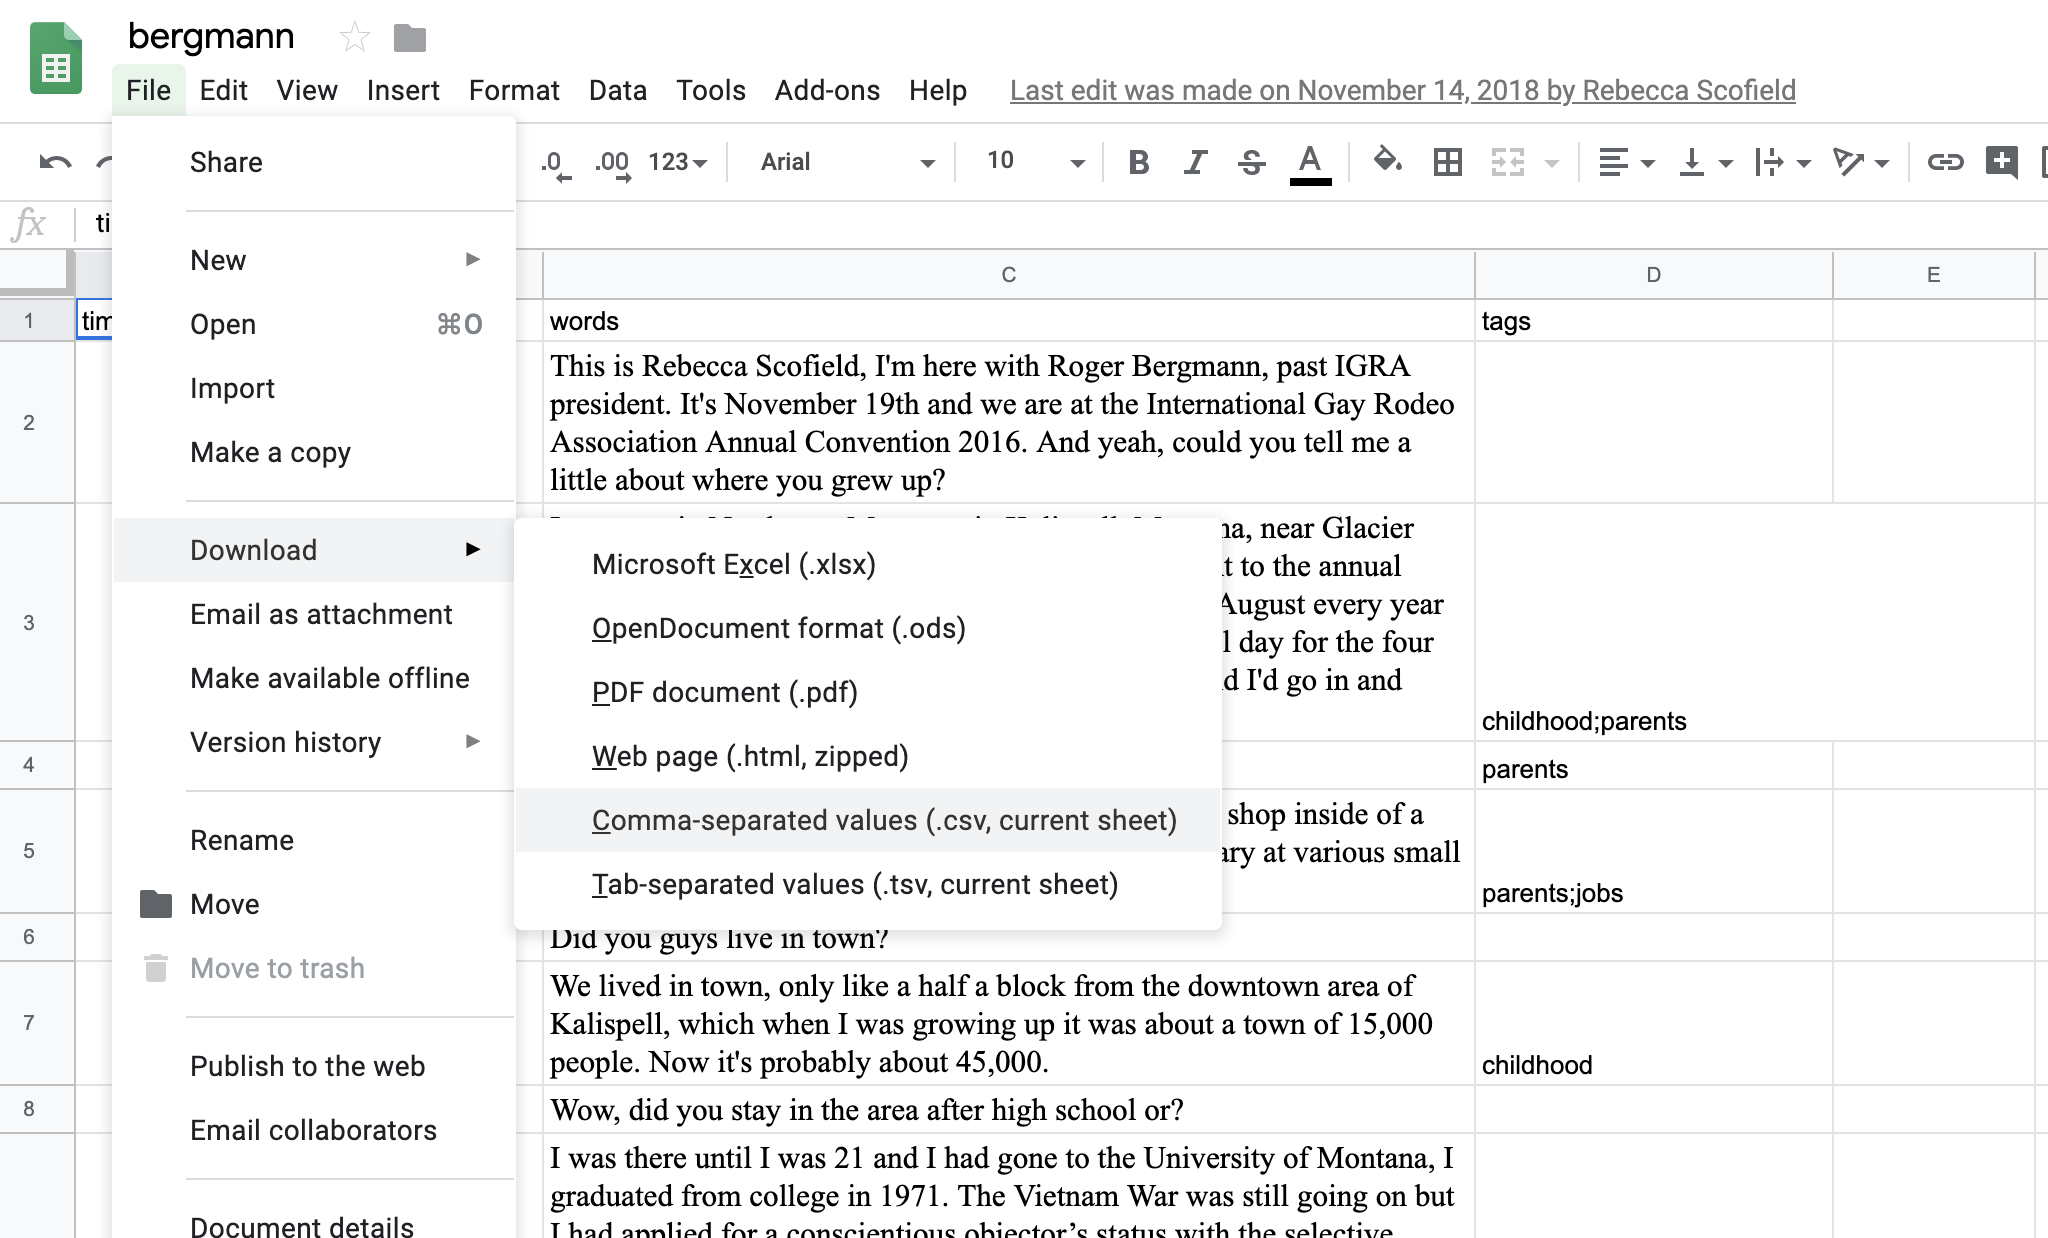 bergmann
File Edit View Insert Format Data Tools Add-ons Help Last edit was made on November 14, 2018 by Rebecca Scofield
.0 .00 123 Arial 10 B I S A
fx ti
C D E
1 tim words tags
2
This is Rebecca Scofield, I'm here with Roger Bergmann, past IGRA
president. It's November 19th and we are at the International Gay Rodeo
Association Annual Convention 2016. And yeah, could you tell me a
little about where you grew up?
3
near Glacier
to the annual
August every year
day for the four
I'd go in and
childhood;parents
4 parents
5
shop inside of a
at various small
parents;jobs
6 Did you guys live in town?
7
We lived in town, only like a half a block from the downtown area of
Kalispell, which when I was growing up it was about a town of 15,000
people. Now it's probably about 45,000.
childhood
8 Wow, did you stay in the area after high school or?
I was there until I was 21 and I had gone to the University of Montana, I
graduated from college in 1971. The Vietnam War was still going on but
I had applied for a conscientious objector’s status with the selective
Share
New
Open ⌘O
Import
Make a copy
Download
Email as attachment
Make available offline
Version history
Rename
Move
Move to trash
Publish to the web
Email collaborators
Document details
Microsoft Excel (.xlsx)
OpenDocument format (.ods)
PDF document (.pdf)
Web page (.html, zipped)
Comma-separated values (.csv, current sheet)
Tab-separated values (.tsv, current sheet)